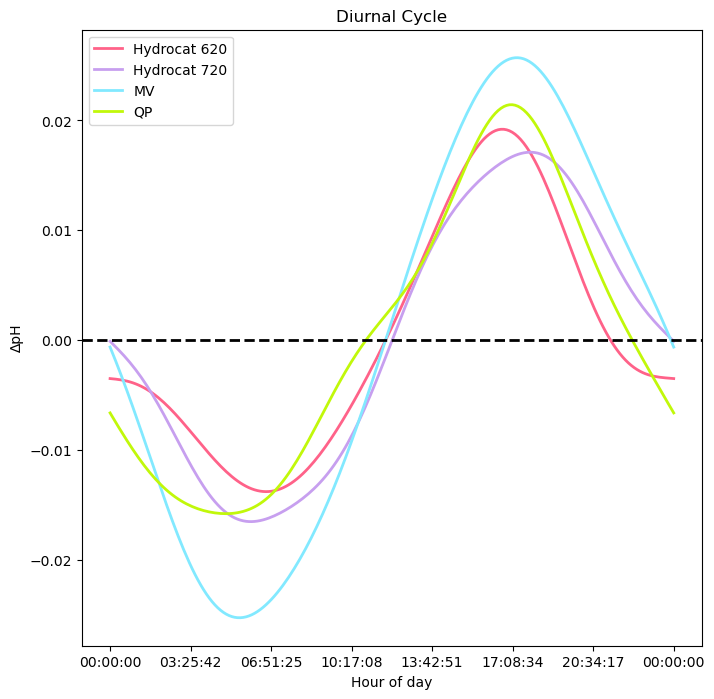 Diurnal Cycle
Hydrocat 620
Hydrocat 720
MV
QP
0.02
0.01
0.00
−0.01
−0.02
ΔpH
00:00:00 03:25:42 06:51:25 10:17:08 13:42:51 17:08:34 20:34:17 00:00:00
Hour of day